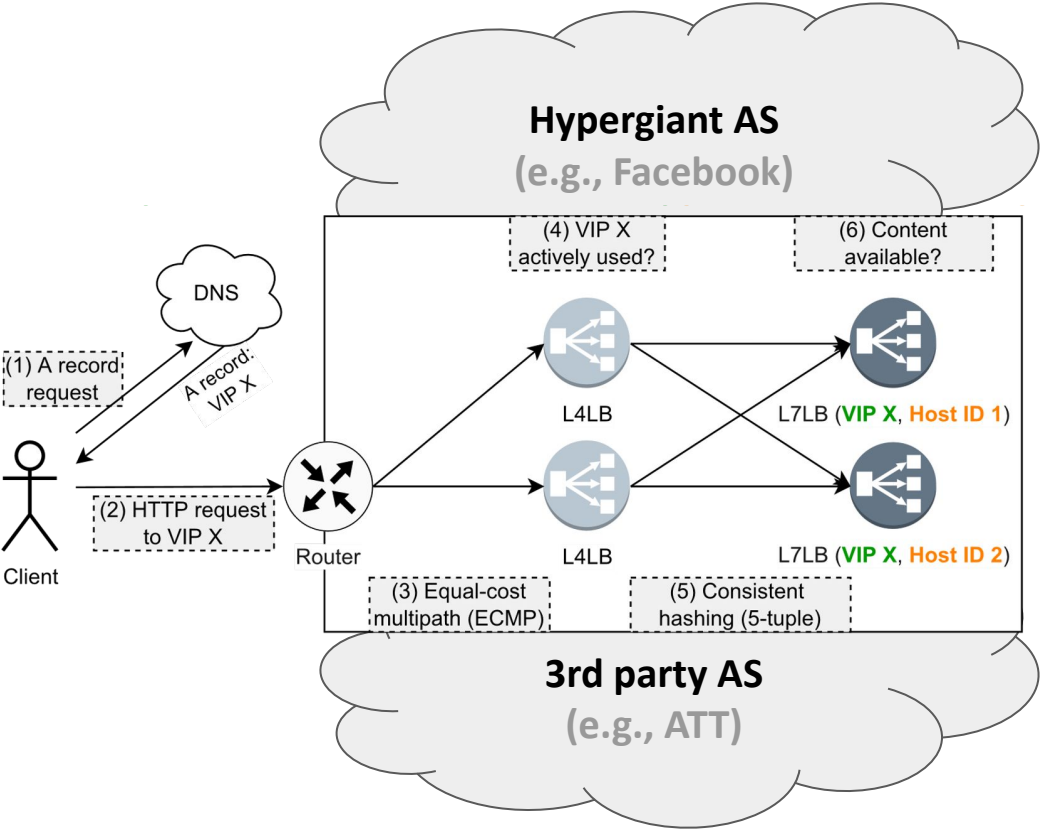 Hypergiant AS
(e.g., Facebook)
(4) VIP X
actively used?
(6) Content
available?
DNS
(1) A record
request
A record:
VIP X
L4LB
L7LB (VIP X, Host ID 1)
(2) HTTP request
to VIP X
Client
Router
L4LB
L7LB (VIP X, Host ID 2)
(3) Equal-cost
multipath (ECMP)
(5) Consistent
hashing (5-tuple)
3rd party AS
(e.g., ATT)